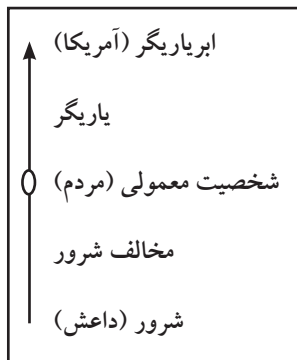 ابریاریگر (آمریکا)
یاریگر
شخصیت معمولی (مردم)
مخالف شرور
شرور (داعش)